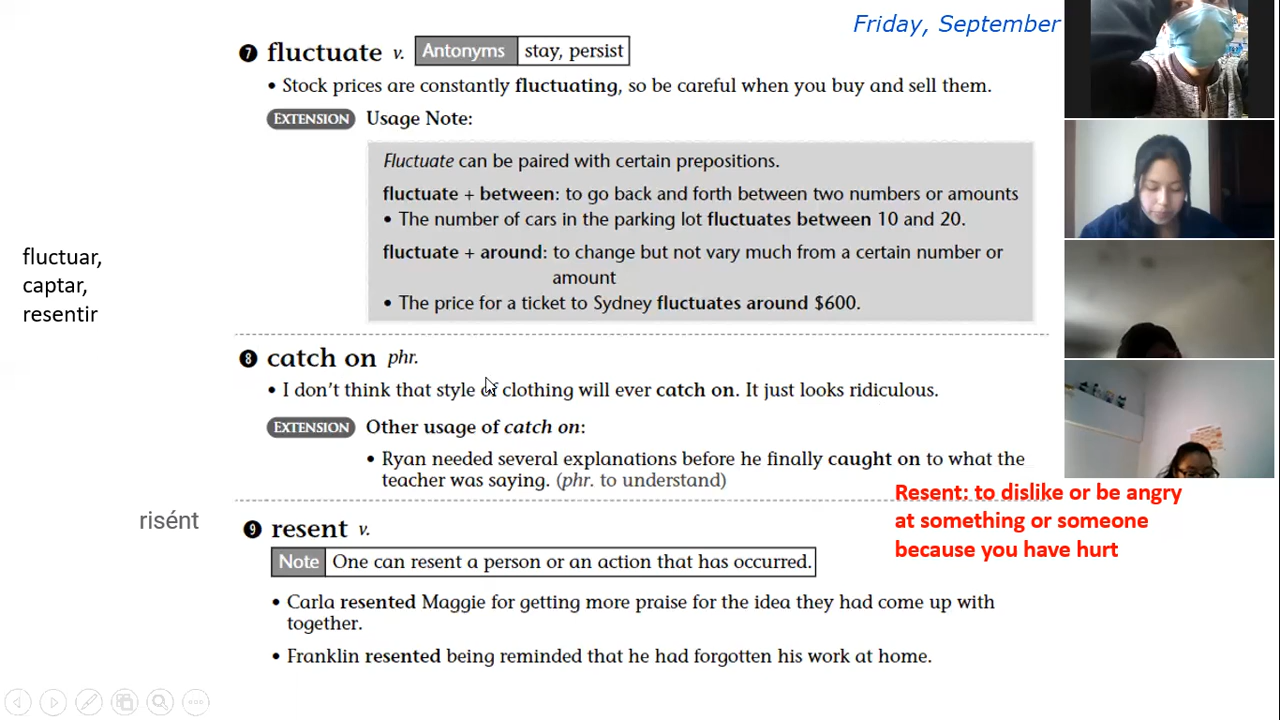 Friday, September
❼ fluctuate v. Antonyms stay, persist
• Stock prices are constantly fluctuating, so be careful when you buy and sell them.
EXTENSION Usage Note:
Fluctuate can be paired with certain prepositions.
fluctuate + between: to go back and forth between two numbers or amounts
• The number of cars in the parking lot fluctuates between 10 and 20.
fluctuate + around: to change but not vary much from a certain number or
amount
• The price for a ticket to Sydney fluctuates around $600.
fluctuar,
captar,
resentir
❽ catch on phr.
• I don't think that style of clothing will ever catch on. It just looks ridiculous.
EXTENSION Other usage of catch on:
• Ryan needed several explanations before he finally caught on to what the
teacher was saying. (phr. to understand)
Resent: to dislike or be angry
at something or someone
because you have hurt
risént
❾ resent v.
Note One can resent a person or an action that has occurred.
• Carla resented Maggie for getting more praise for the idea they had come up with
together.
• Franklin resented being reminded that he had forgotten his work at home.